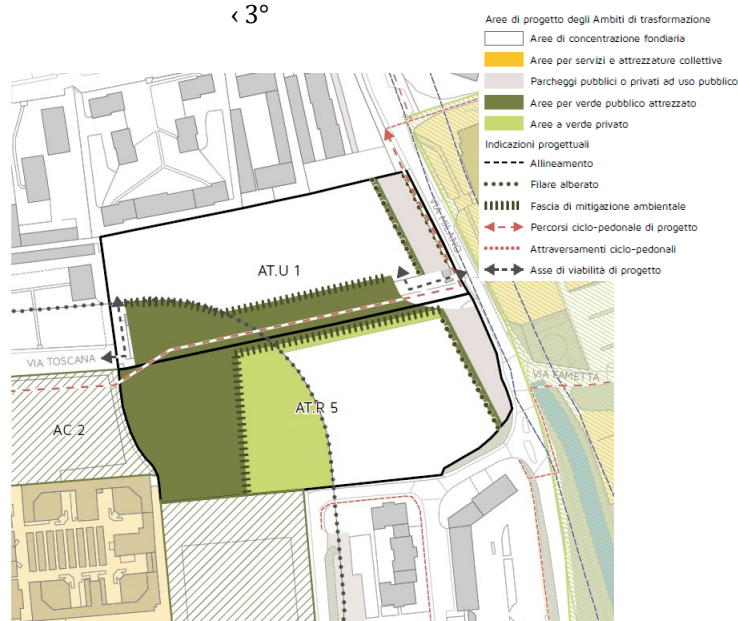 ‹ 3°
Aree di progetto degli Ambiti di trasformazione
Aree di concentrazione fondiaria
Aree per servizi e attrezzature collettive
Parcheggi pubblici o privati ad uso pubblico
Aree per verde pubblico attrezzato
Aree a verde privato
Indicazioni progettuali
Allineamento
Filare alberato
Fascia di mitigazione ambientale
Percorsi ciclo-pedonale di progetto
Attraversamenti ciclo-pedonali
Asse di viabilità di progetto
VIA MILANO
AT.U 1
VIA TOSCANA
VIA FAMETTA
AT.R 5
AC 2